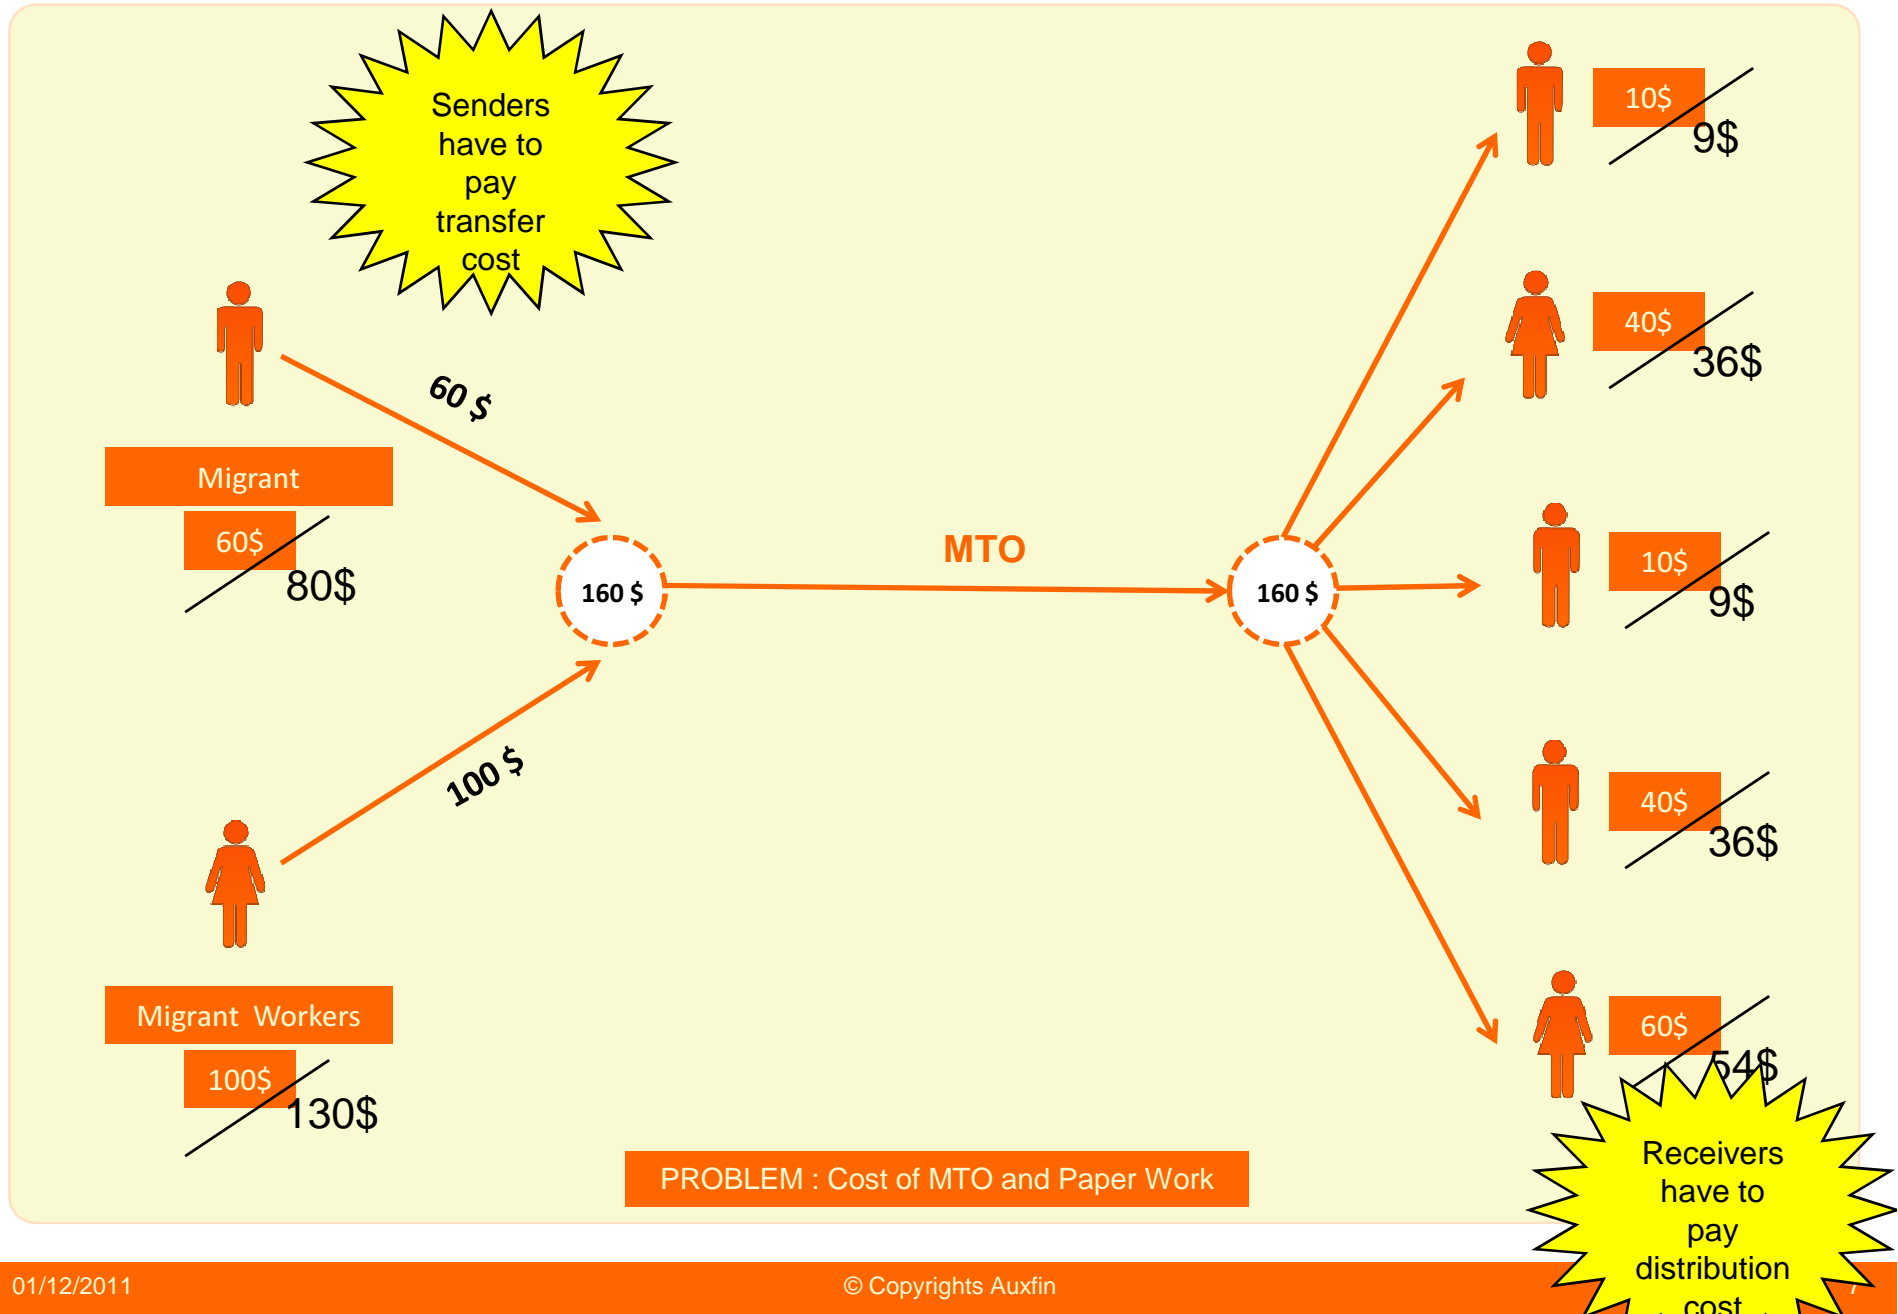 Senders
have to
pay
transfer
cost
60 $
Migrant
60$
80$
100 $
Migrant  Workers
100$
130$
160 $
MTO
160 $
10$
9$
40$
36$
10$
9$
40$
36$
60$
54$
PROBLEM : Cost of MTO and Paper Work
Receivers
have to
pay
distribution
cost
01/12/2011
© Copyrights Auxfin